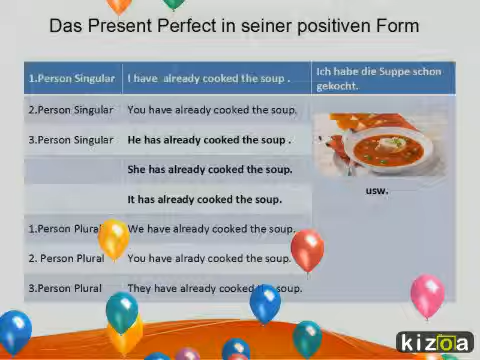 Das Present Perfect in seiner positiven Form
1.Person Singular I have already cooked the soup . Ich habe die Suppe schon
gekocht.
2.Person Singular You have already cooked the soup.
3.Person Singular He has already cooked the soup .
She has already cooked the soup.
usw.
It has already cooked the soup.
1.Person Plural We have already cooked the soup.
2. Person Plural You have alrady cooked the soup.
3.Person Plural They have already cooked the soup.
kizoa